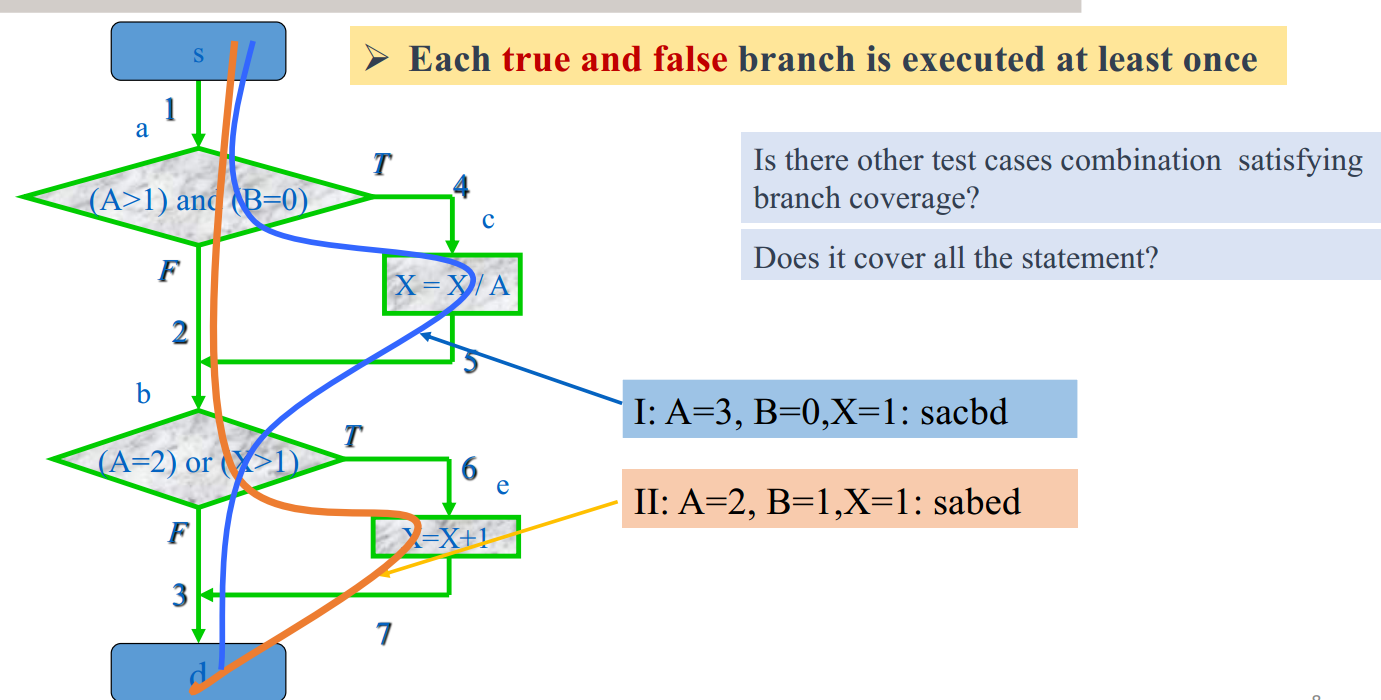 s
➢ Each true and false branch is executed at least once
1
a
T
4
Is there other test cases combination satisfying
branch coverage?
(A>1) and (B=0)
c
F
Does it cover all the statement?
X = X / A
2
5
b
I: A=3, B=0,X=1: sacbd
T
(A=2) or (X>1)
6
e
II: A=2, B=1,X=1: sabed
F
X=X+1
3
7
d